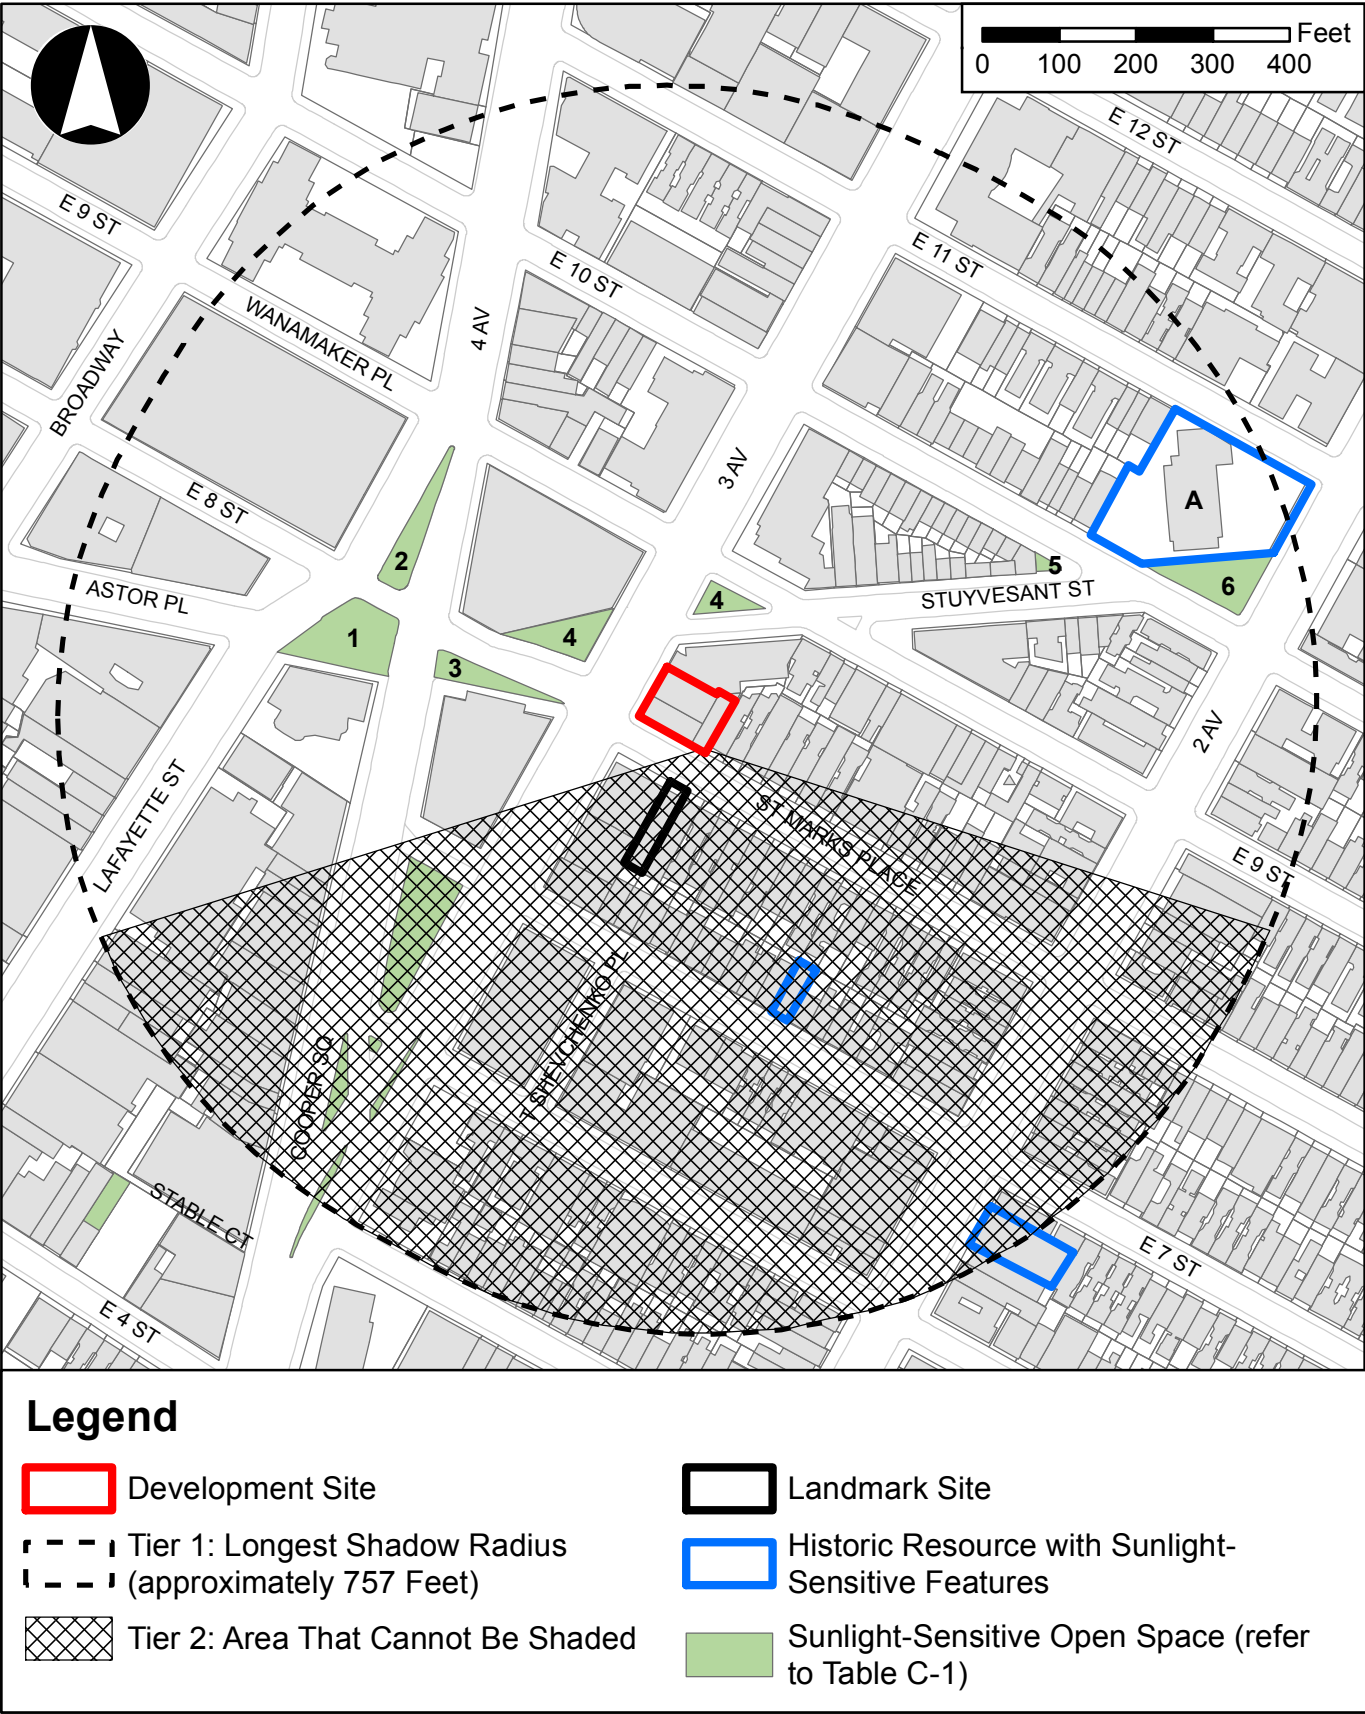 Feet
0 100 200 300 400
E 12 ST
E 9 ST
E 11 ST
E 10 ST
WANAMAKER PL
4 AV
BROADWAY
3 AV
E 8 ST
A
2
5
ASTOR PL
STUYVESANT ST
6
4
1
4
3
2 AV
LAFAYETTE ST
ST MARKS PLACE
E 9 ST
T SHEVCHENKO PL
COOPER SQ
STABLE CT
E 7 ST
E 4 ST
Legend
Development Site
Landmark Site
Tier 1: Longest Shadow Radius
(approximately 757 Feet)
Historic Resource with Sunlight-
Sensitive Features
Tier 2: Area That Cannot Be Shaded
Sunlight-Sensitive Open Space (refer
to Table C-1)